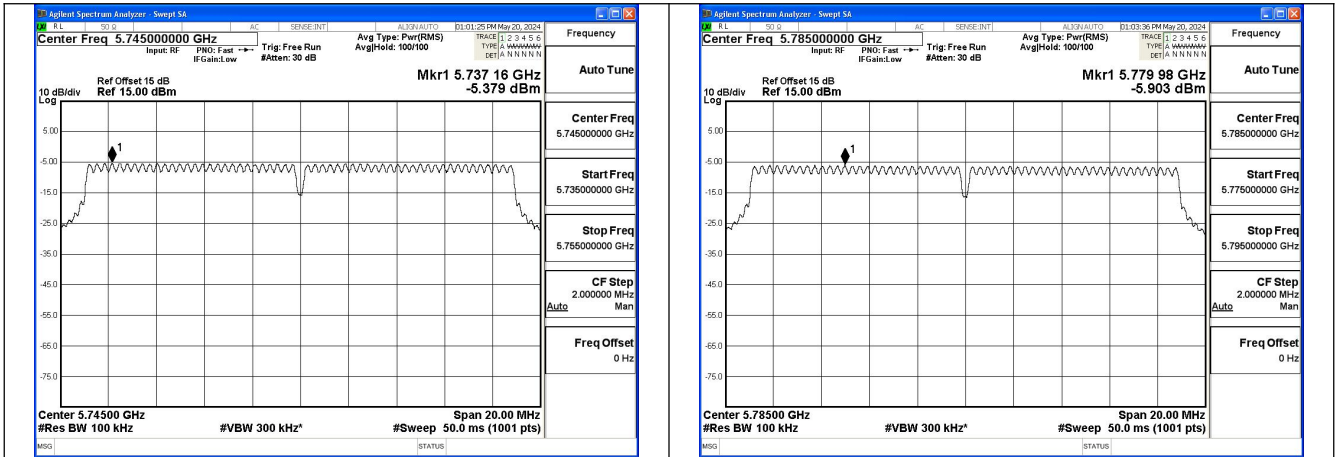 Agilent Spectrum Analyzer - Swept SA
RL 50 Ω AC SENSE:INT ALIGNAUTO 01:01:25 PM May 20, 2024
Center Freq 5.745000000 GHz
Input: RF PNO: Fast Trig: Free Run
IFGain:Low #Atten: 30 dB
Avg Type: Pwr(RMS)
Avg|Hold: 100/100
TRACE 1 2 3 4 5 6
TYPE A WWWWW
DET A N N N N N
Mkr1 5.737 16 GHz
-5.379 dBm
Ref Offset 15 dB
10 dB/div Ref 15.00 dBm
Log
1
5.00
-5.00
-15.0
-25.0
-35.0
-45.0
-55.0
-65.0
-75.0
Center 5.74500 GHz Span 20.00 MHz
#Res BW 100 kHz #VBW 300 kHz* #Sweep 50.0 ms (1001 pts)
MSG STATUS
Frequency
Auto Tune
Center Freq
5.745000000 GHz
Start Freq
5.735000000 GHz
Stop Freq
5.755000000 GHz
CF Step
2.000000 MHz
Auto Man
Freq Offset
0 Hz
Agilent Spectrum Analyzer - Swept SA
RL 50 Ω AC SENSE:INT ALIGNAUTO 01:03:36 PM May 20, 2024
Center Freq 5.785000000 GHz
Input: RF PNO: Fast Trig: Free Run
IFGain:Low #Atten: 30 dB
Avg Type: Pwr(RMS)
Avg|Hold: 100/100
TRACE 1 2 3 4 5 6
TYPE A WWWWW
DET A N N N N N
Mkr1 5.779 98 GHz
-5.903 dBm
Ref Offset 15 dB
10 dB/div Ref 15.00 dBm
Log
1
5.00
-5.00
-15.0
-25.0
-35.0
-45.0
-55.0
-65.0
-75.0
Center 5.78500 GHz Span 20.00 MHz
#Res BW 100 kHz #VBW 300 kHz* #Sweep 50.0 ms (1001 pts)
MSG STATUS
Frequency
Auto Tune
Center Freq
5.785000000 GHz
Start Freq
5.775000000 GHz
Stop Freq
5.795000000 GHz
CF Step
2.000000 MHz
Auto Man
Freq Offset
0 Hz